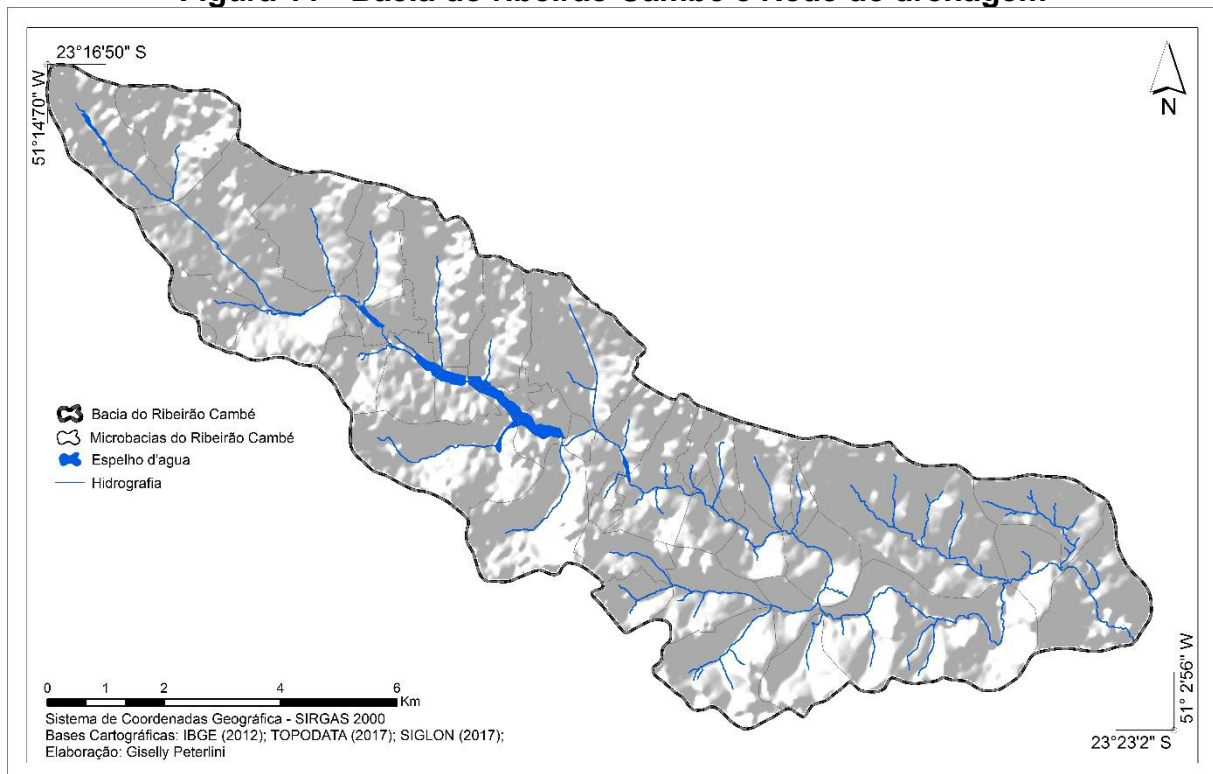 23°16'50" S
51°14'70" W
N
Bacia do Ribeirão Cambé
Microbacias do Ribeirão Cambé
Espelho d'agua
Hidrografia
0 1 2 4 6
Km
Sistema de Coordenadas Geográfica - SIRGAS 2000
Bases Cartográficas: IBGE (2012); TOPODATA (2017); SIGLON (2017);
Elaboração: Giselly Peterlini
51° 2'56" W
23°23'2" S